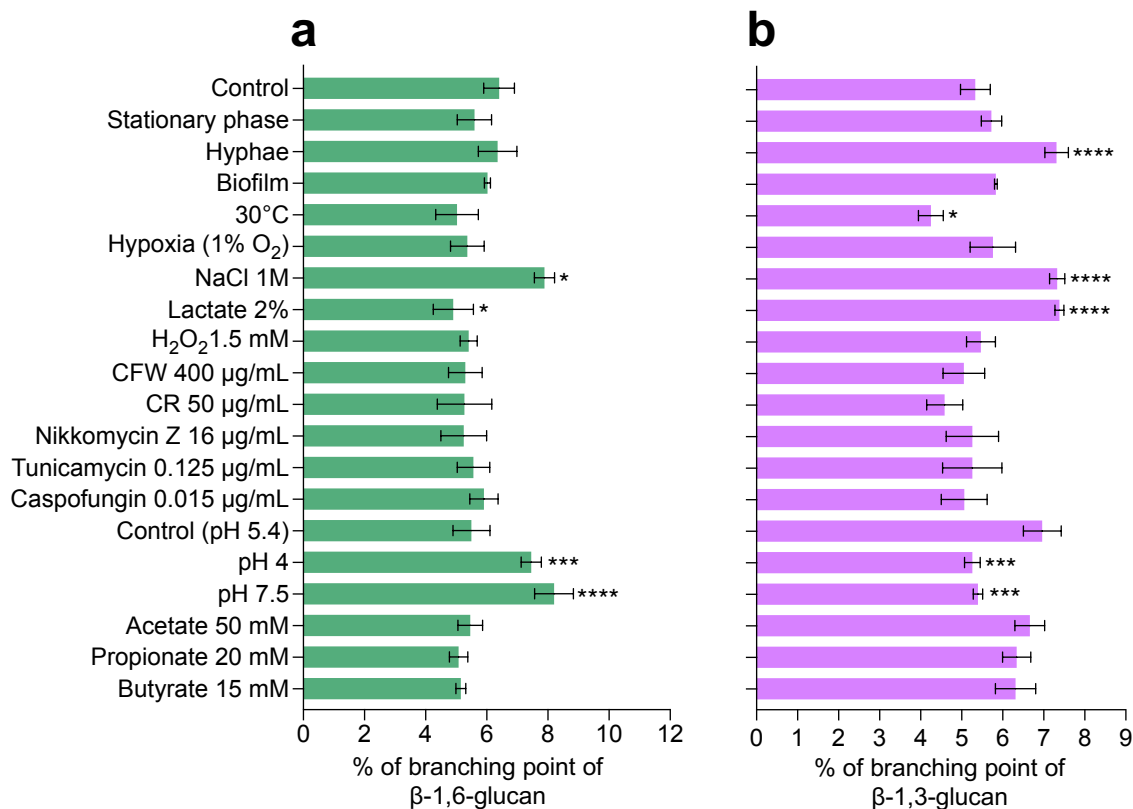 a
b
Control
Stationary phase
Hyphae
****
Biofilm
30°C
*
Hypoxia (1% O₂)
NaCl 1M
*
****
Lactate 2%
*
****
H₂O₂1.5 mM
CFW 400 µg/mL
CR 50 µg/mL
Nikkomycin Z 16 µg/mL
Tunicamycin 0.125 µg/mL
Caspofungin 0.015 µg/mL
Control (pH 5.4)
pH 4
***
***
pH 7.5
****
***
Acetate 50 mM
Propionate 20 mM
Butyrate 15 mM
0 2 4 6 8 10 12
0 1 2 3 4 5 6 7 8 9
% of branching point of
β-1,6-glucan
% of branching point of
β-1,3-glucan